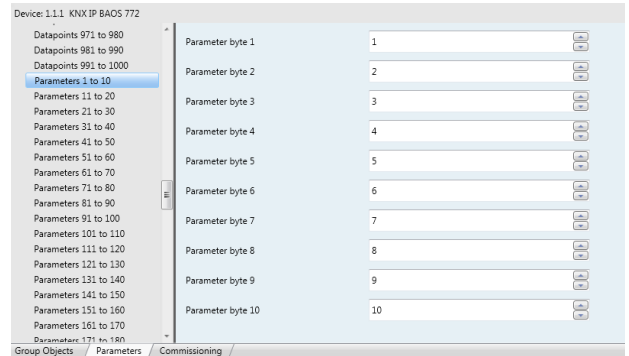 Device: 1.1.1 KNX IP BAOS 772
Datapoints 971 to 980
Datapoints 981 to 990
Datapoints 991 to 1000
Parameters 1 to 10
Parameters 11 to 20
Parameters 21 to 30
Parameters 31 to 40
Parameters 41 to 50
Parameters 51 to 60
Parameters 61 to 70
Parameters 71 to 80
Parameters 81 to 90
Parameters 91 to 100
Parameters 101 to 110
Parameters 111 to 120
Parameters 121 to 130
Parameters 131 to 140
Parameters 141 to 150
Parameters 151 to 160
Parameters 161 to 170
Parameters 171 to 180
Parameter byte 1 1
Parameter byte 2 2
Parameter byte 3 3
Parameter byte 4 4
Parameter byte 5 5
Parameter byte 6 6
Parameter byte 7 7
Parameter byte 8 8
Parameter byte 9 9
Parameter byte 10 10
Group Objects / Parameters / Commissioning /